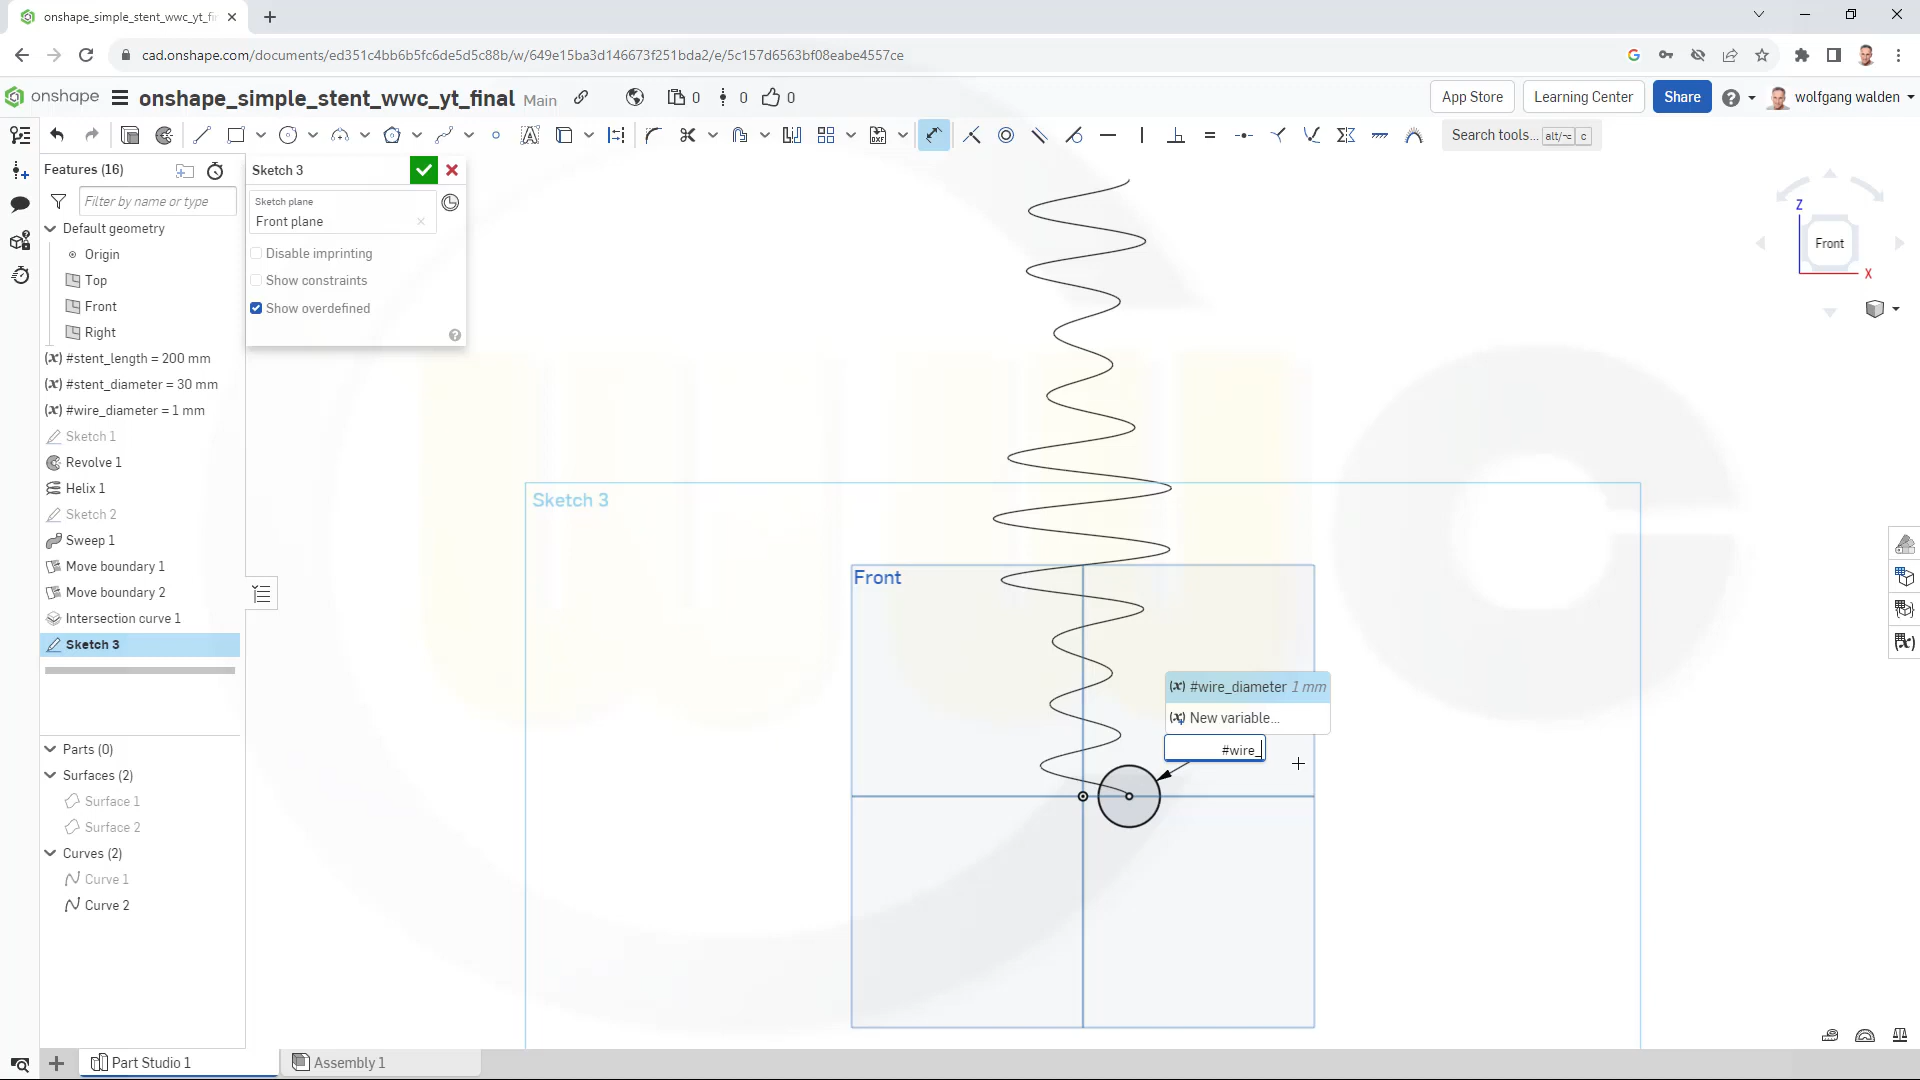 onshape_simple_stent_wwc_yt_fir
cad.onshape.com/documents/ed351c4bb6b5fc6de5d5c88b/w/649e15ba3d146673f251bda2/e/5c157d6563bf08eabe4557ce
onshape
onshape_simple_stent_wwc_yt_final
Main
0
0
0
App Store
Learning Center
Share
wolfgang walden
Search tools... alt/⌥ c
Features (16)
Filter by name or type
Default geometry
Origin
Top
Front
Right
(x) #stent_length = 200 mm
(x) #stent_diameter = 30 mm
(x) #wire_diameter = 1 mm
Sketch 1
Revolve 1
Helix 1
Sketch 2
Sweep 1
Move boundary 1
Move boundary 2
Intersection curve 1
Sketch 3
Parts (0)
Surfaces (2)
Surface 1
Surface 2
Curves (2)
Curve 1
Curve 2
Sketch 3
Sketch plane
Front plane
Disable imprinting
Show constraints
Show overdefined
Sketch 3
Front
(x) #wire_diameter 1 mm
(x) New variable...
#wire_
Z
Front
X
wwc
Part Studio 1
Assembly 1